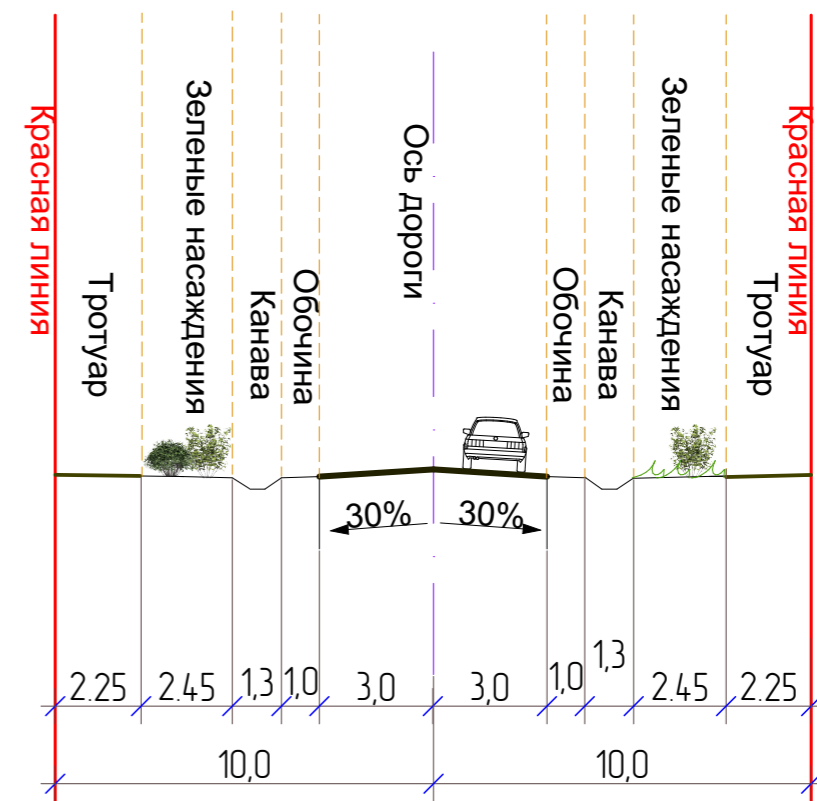 Красная линия
Тротуар
Зеленые насаждения
Канава
Обочина
Ось дороги
Обочина
Канава
Зеленые насаждения
Тротуар
Красная линия
30% 30%
2.25 2.45 1,3 1,0 3,0 3,0 1,0 1,3 2.45 2.25
10,0 10,0